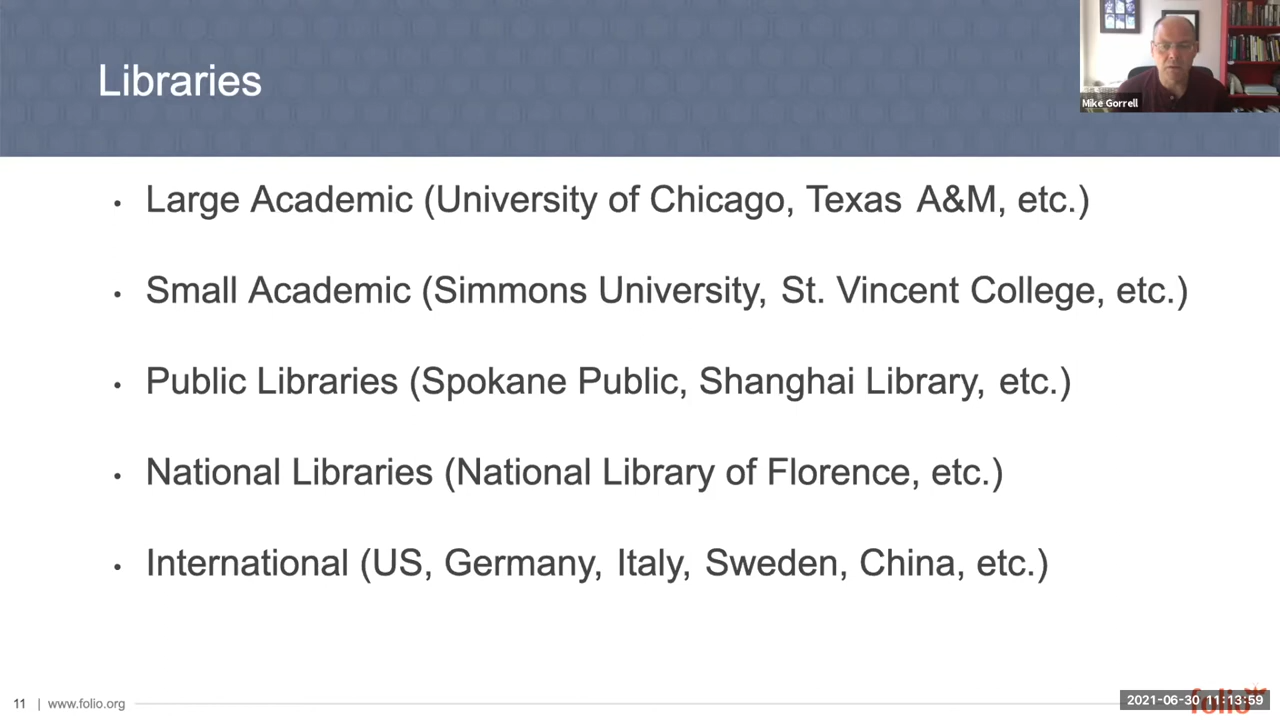 Libraries
Mike Gorrell
• Large Academic (University of Chicago, Texas A&M, etc.)
• Small Academic (Simmons University, St. Vincent College, etc.)
• Public Libraries (Spokane Public, Shanghai Library, etc.)
• National Libraries (National Library of Florence, etc.)
• International (US, Germany, Italy, Sweden, China, etc.)
11 | www.folio.org
2021-06-30 11:13:59
folio